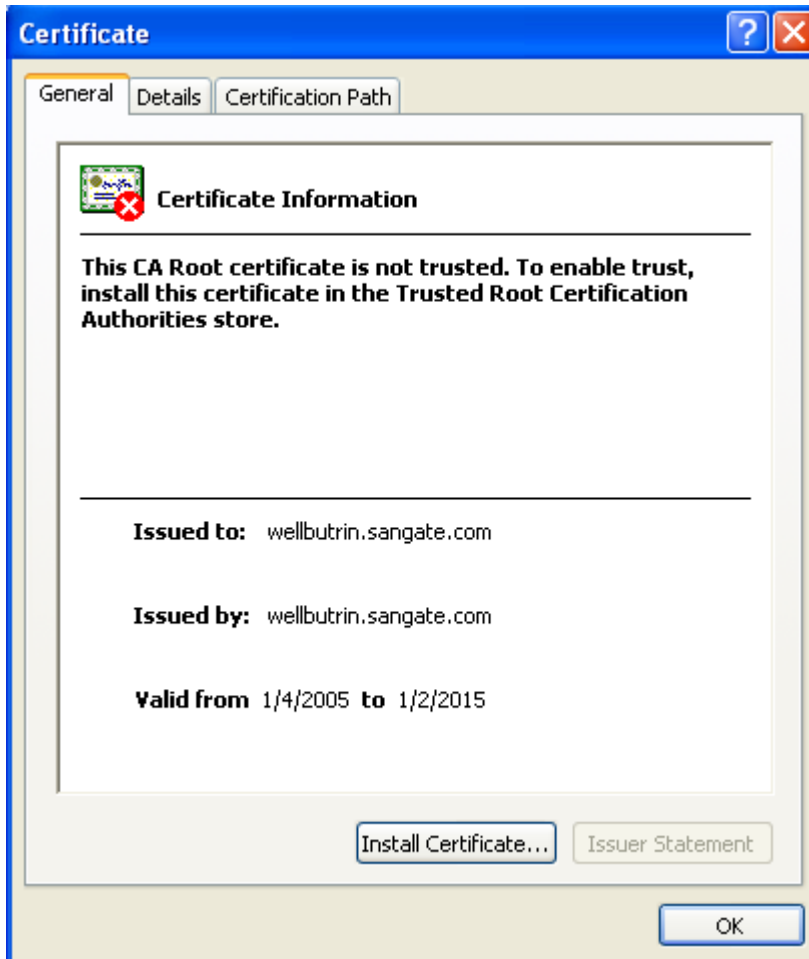 Certificate
General Details Certification Path
Certificate Information
This CA Root certificate is not trusted. To enable trust,
install this certificate in the Trusted Root Certification
Authorities store.
Issued to: wellbutrin.sangate.com
Issued by: wellbutrin.sangate.com
Valid from 1/4/2005 to 1/2/2015
Install Certificate... Issuer Statement
OK